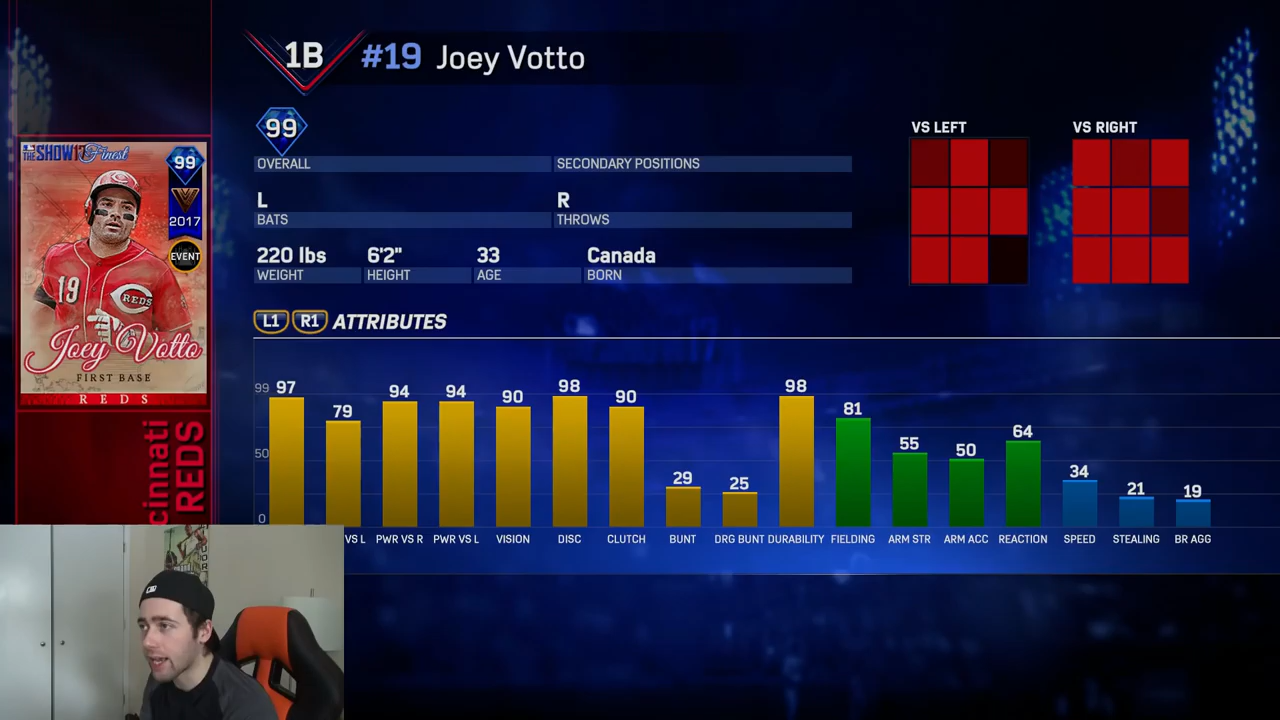 1B #19 Joey Votto
99
OVERALL
SECONDARY POSITIONS
L
BATS
R
THROWS
220 lbs
WEIGHT
6'2"
HEIGHT
33
AGE
Canada
BORN
VS LEFT
VS RIGHT
THE SHOW17 Finest
99
2017
EVENT
19
REDS
Joey Votto
FIRST BASE
REDS
cinnati
REDS
L1 R1 ATTRIBUTES
99
50
0
97 79 94 94 90 98 90 29 25 98 81 55 50 64 34 21 19
VS L PWR VS R PWR VS L VISION DISC CLUTCH BUNT DRG BUNT DURABILITY FIELDING ARM STR ARM ACC REACTION SPEED STEALING BR AGG